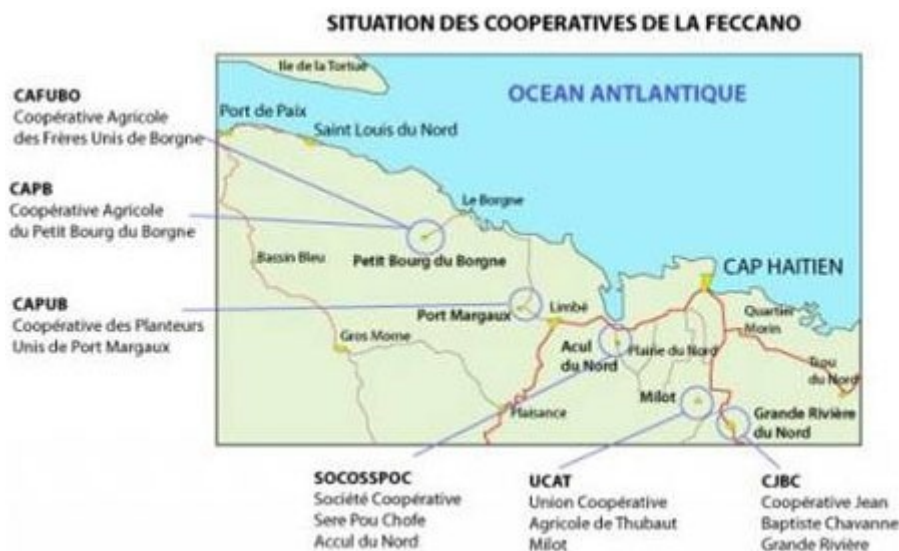 SITUATION DES COOPERATIVES DE LA FECCANO
CAFUBO
Coopérative Agricole
des Frères Unis de Borgne
CAPB
Coopérative Agricole
du Petit Bourg du Borgne
CAPUB
Coopérative des Planteurs
Unis de Port Margaux
Ile de la Tortue
OCEAN ANTLANTIQUE
Port de Paix
Saint Louis du Nord
Le Borgne
Bassin Bleu
Petit Bourg du Borgne
CAP HAITIEN
Port Margaux
Limbé
Quartier
Morin
Gros Morne
Acul
du Nord
Plaine du Nord
Trou
du Nord
Milot
Plaisance
Grande Rivière
du Nord
SOCOSSPOC
Société Coopérative
Sere Pou Chofe
Accul du Nord
UCAT
Union Coopérative
Agricole de Thubaut
Milot
CJBC
Coopérative Jean
Baptiste Chavanne
Grande Rivière